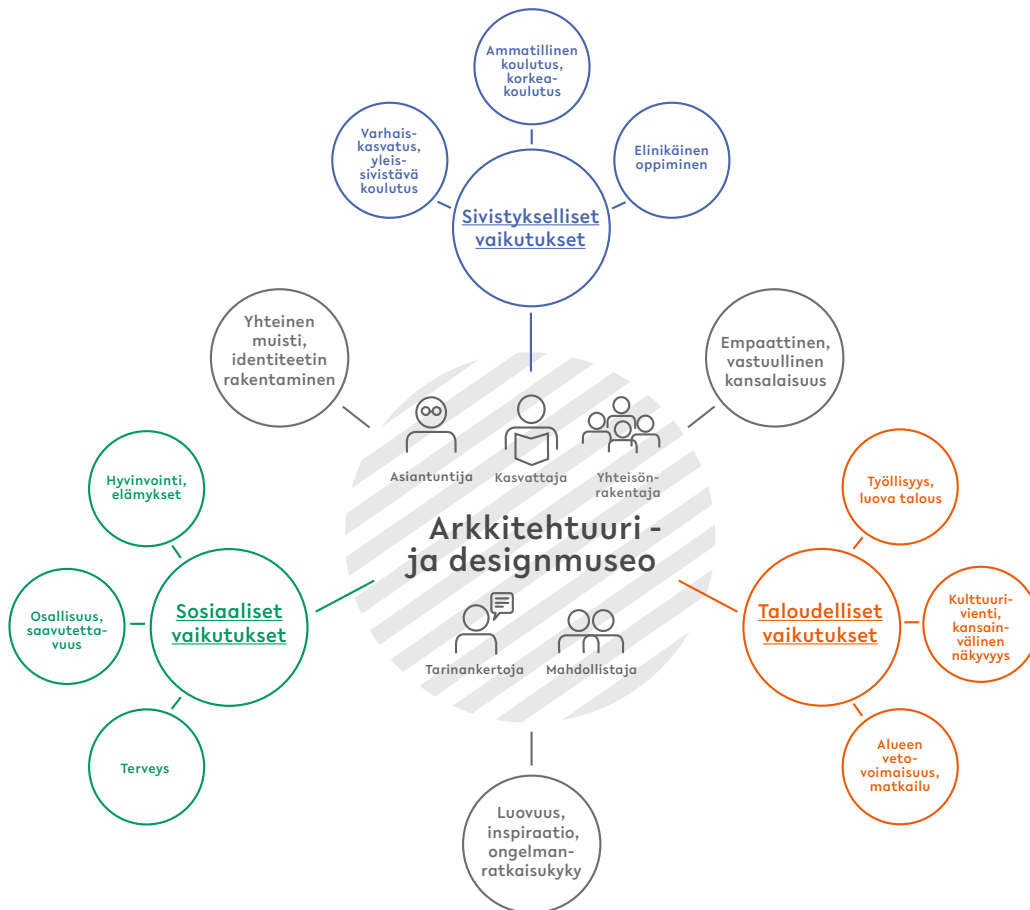 Ammatillinen
koulutus,
korkea-
koulutus
Varhais-
kasvatus,
yleis-
sivistävä
koulutus
Elinikäinen
oppiminen
Sivistykselliset
vaikutukset
Yhteinen
muisti,
identiteetin
rakentaminen
Empaattinen,
vastuullinen
kansalaisuus
Asiantuntija
Kasvattaja
Yhteisön-
rakentaja
Arkkitehtuuri -
ja designmuseo
Tarinankertoja
Mahdollistaja
Hyvinvointi,
elämykset
Osallisuus,
saavutetta-
vuus
Sosiaaliset
vaikutukset
Terveys
Työllisyys,
luova talous
Taloudelliset
vaikutukset
Kulttuuri-
vienti,
kansain-
välinen
näkyvyys
Alueen
veto-
voimaisuus,
matkailu
Luovuus,
inspiraatio,
ongelman-
ratkaisukyky